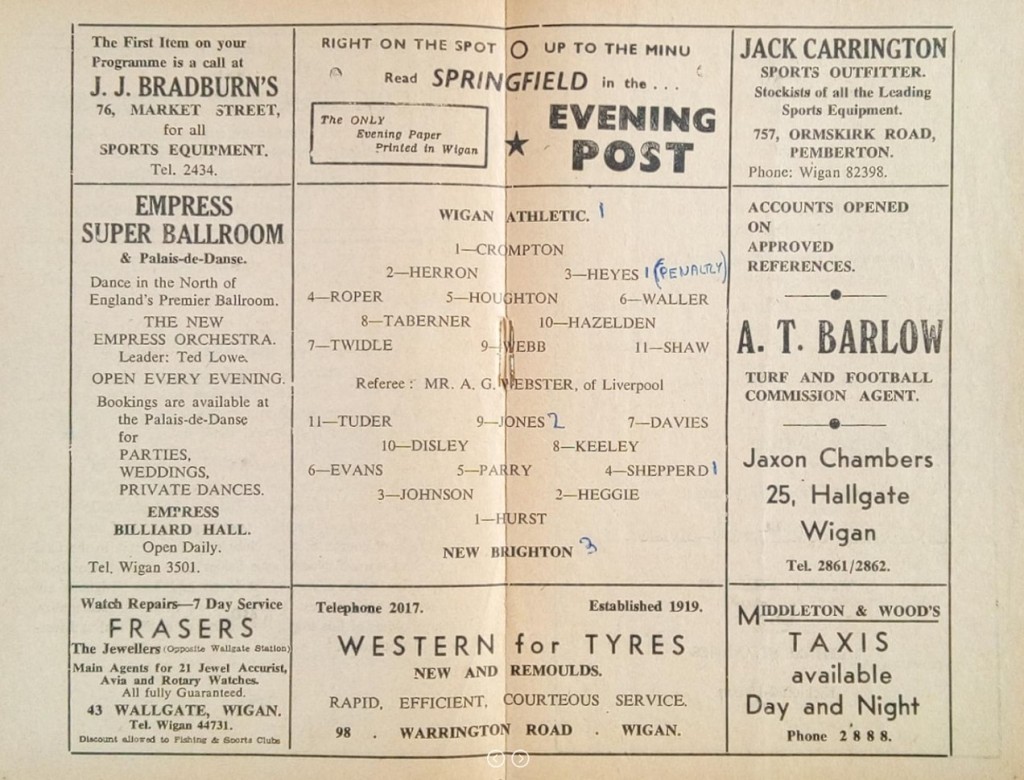 The First Item on your
Programme is a call at
J. J. BRADBURN'S
76, MARKET STREET,
for all
SPORTS EQUIPMENT.
Tel. 2434.
EMPRESS
SUPER BALLROOM
& Palais-de-Danse.
Dance in the North of
England's Premier Ballroom.
THE NEW
EMPRESS ORCHESTRA.
Leader: Ted Lowe.
OPEN EVERY EVENING.
Bookings are available at
the Palais-de-Danse
for
PARTIES,
WEDDINGS,
PRIVATE DANCES.
EMPRESS
BILLIARD HALL.
Open Daily.
Tel. Wigan 3501.
Watch Repairs—7 Day Service
FRASERS
The Jewellers (Opposite Wallgate Station)
Main Agents for 21 Jewel Accurist,
Avia and Rotary Watches.
All fully Guaranteed.
43 WALLGATE, WIGAN.
Tel. Wigan 44731.
Discount allowed to Fishing & Sports Clubs
RIGHT ON THE SPOT O UP TO THE MINU
Read SPRINGFIELD in the . . .
The ONLY
Evening Paper
Printed in Wigan
★ EVENING
POST
WIGAN ATHLETIC. 1
1—CROMPTON
2—HERRON 3—HEYES 1 (PENALTY)
4—ROPER 5—HOUGHTON 6—WALLER
8—TABERNER 10—HAZELDEN
7—TWIDLE 9—WEBB 11—SHAW
Referee: MR. A. G. WEBSTER, of Liverpool
11—TUDER 9—JONES 2 7—DAVIES
10—DISLEY 8—KEELEY
6—EVANS 5—PARRY 4—SHEPPERD 1
3—JOHNSON 2—HEGGIE
1—HURST
NEW BRIGHTON 3
Telephone 2017. Established 1919.
WESTERN for TYRES
NEW AND REMOULDS.
RAPID, EFFICIENT, COURTEOUS SERVICE.
98 . WARRINGTON ROAD . WIGAN.
JACK CARRINGTON
SPORTS OUTFITTER.
Stockists of all the Leading
Sports Equipment.
757, ORMSKIRK ROAD,
PEMBERTON.
Phone: Wigan 82398.
ACCOUNTS OPENED
ON
APPROVED
REFERENCES.
A. T. BARLOW
TURF AND FOOTBALL
COMMISSION AGENT.
Jaxon Chambers
25, Hallgate
Wigan
Tel. 2861/2862.
MIDDLETON & WOOD'S
TAXIS
available
Day and Night
Phone 2888.